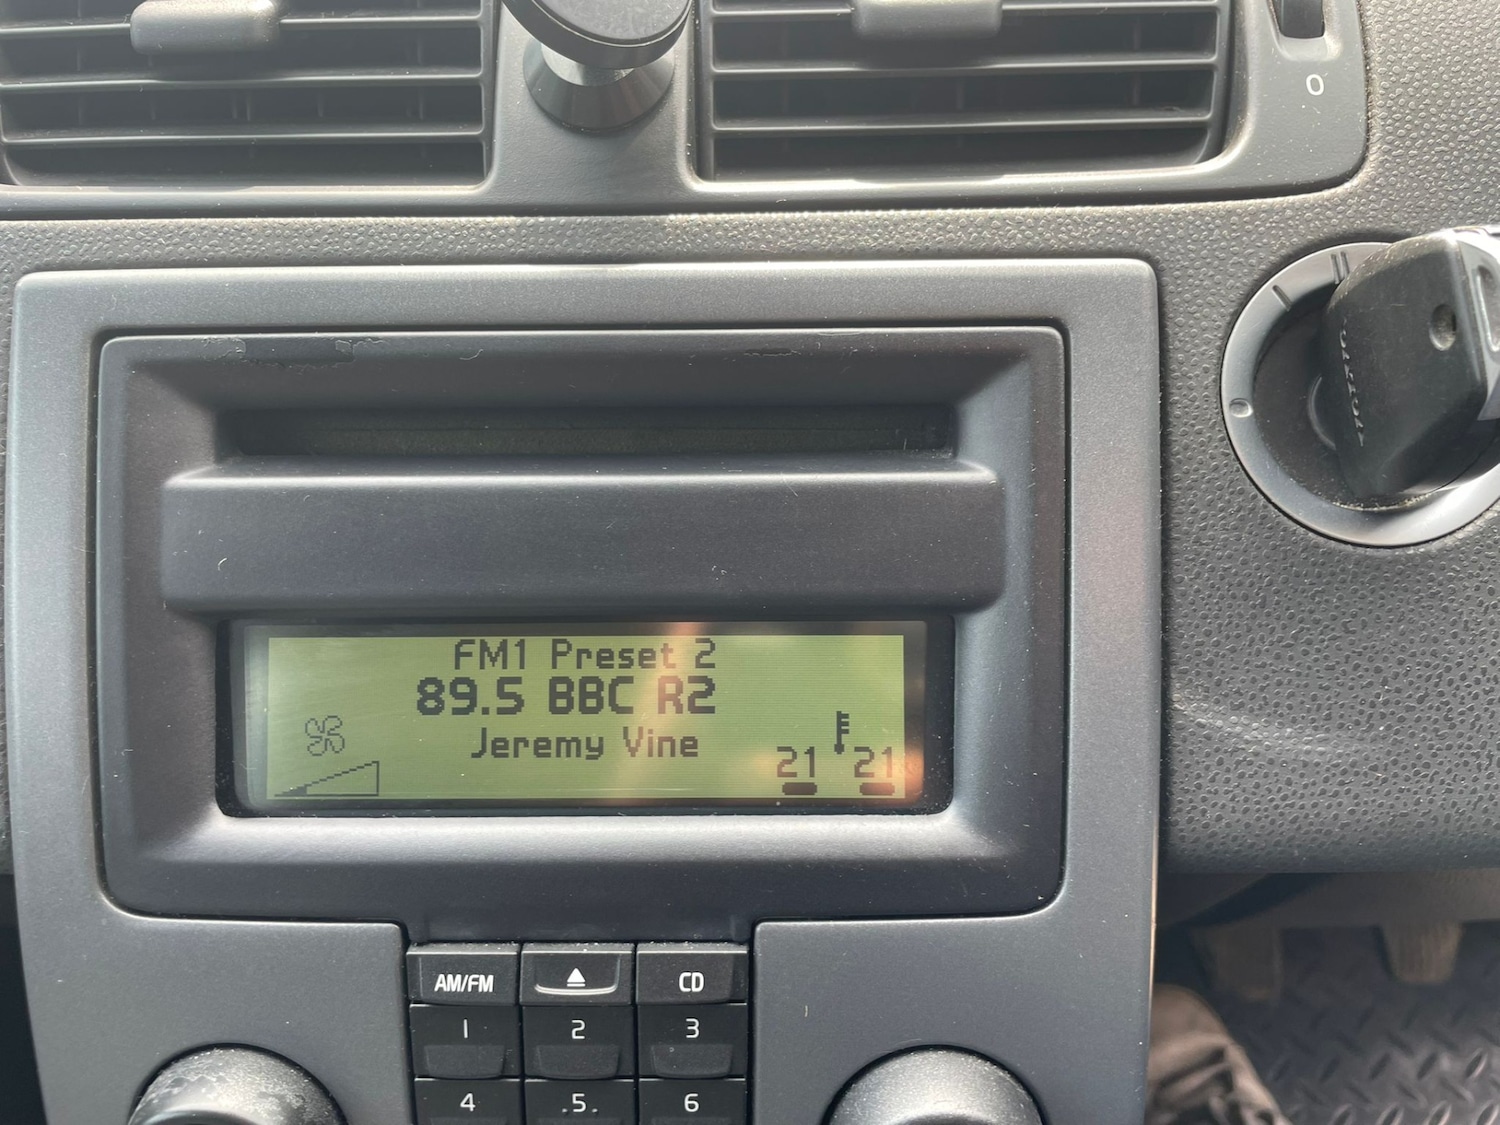 0
FM1 Preset 2
89.5 BBC R2
Jeremy Vine
21 21
AM/FM CD
1 2 3
4 .5. 6